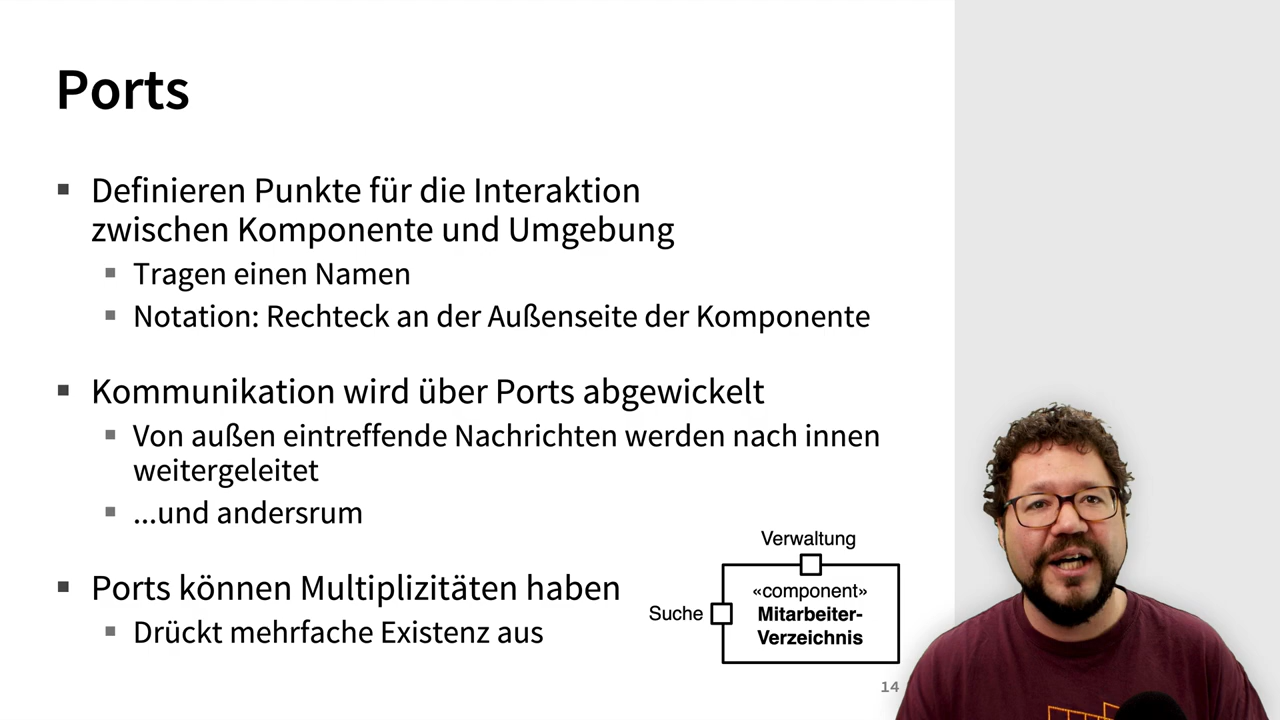 Ports
Definieren Punkte für die Interaktion
zwischen Komponente und Umgebung
Tragen einen Namen
Notation: Rechteck an der Außenseite der Komponente
Kommunikation wird über Ports abgewickelt
Von außen eintreffende Nachrichten werden nach innen
weitergeleitet
...und andersrum
Ports können Multiplizitäten haben
Drückt mehrfache Existenz aus
Verwaltung
Suche
«component»
Mitarbeiter-
Verzeichnis
14